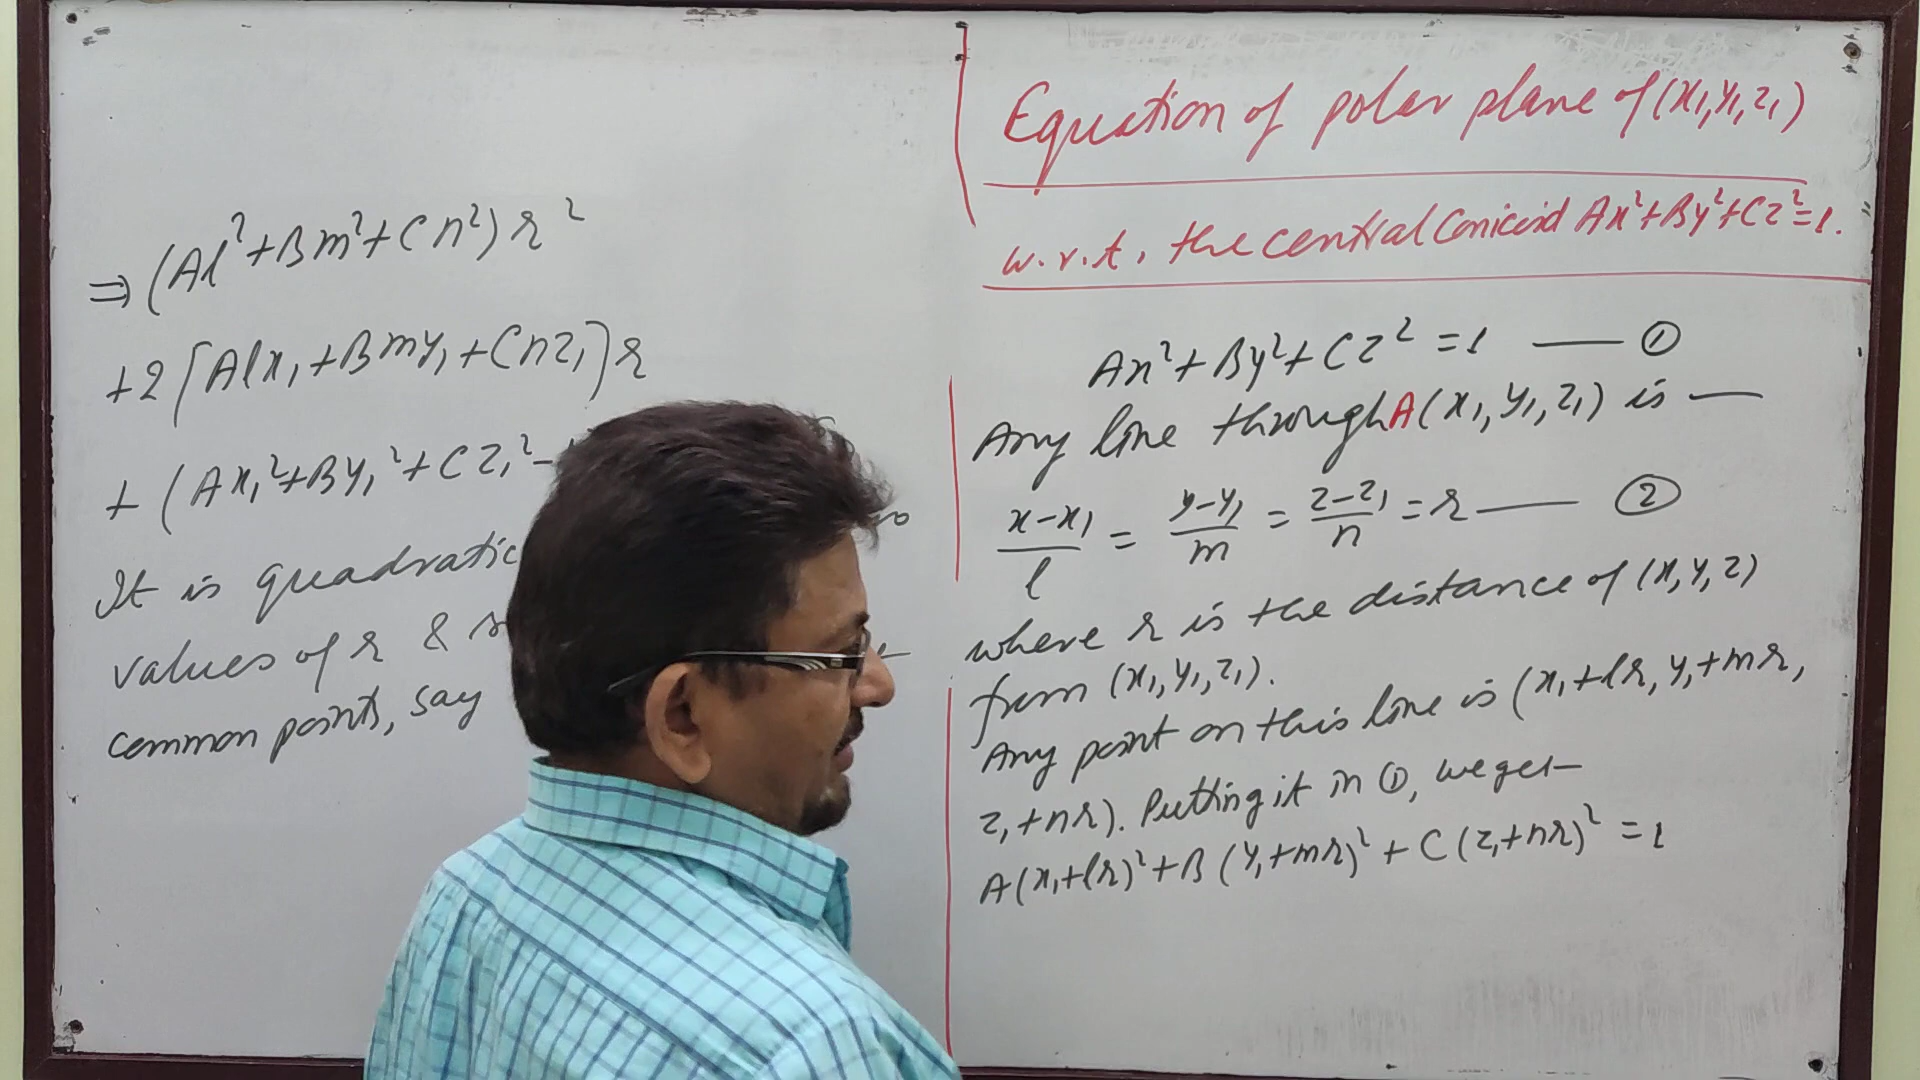 Equation of polar plane of (x₁,y₁,z₁)
w.r.t. the central Conicoid Ax²+By²+Cz²=1.
Ax²+By²+Cz²=1 — ①
Any line through A(x₁,y₁,z₁) is —
(x-x₁)/l = (y-y₁)/m = (z-z₁)/n = r — ②
where r is the distance of (x,y,z)
from (x₁,y₁,z₁).
Any point on this line is (x₁+lr, y₁+mr,
z₁+nr). Putting it in ①, we get
A(x₁+lr)²+B(y₁+mr)²+C(z₁+nr)²=1
⇒ (Al²+Bm²+Cn²)r²
+2[Alx₁+Bmy₁+Cnz₁]r
+(Ax₁²+By₁²+Cz₁²-
It is quadratic
values of r &
common points, say